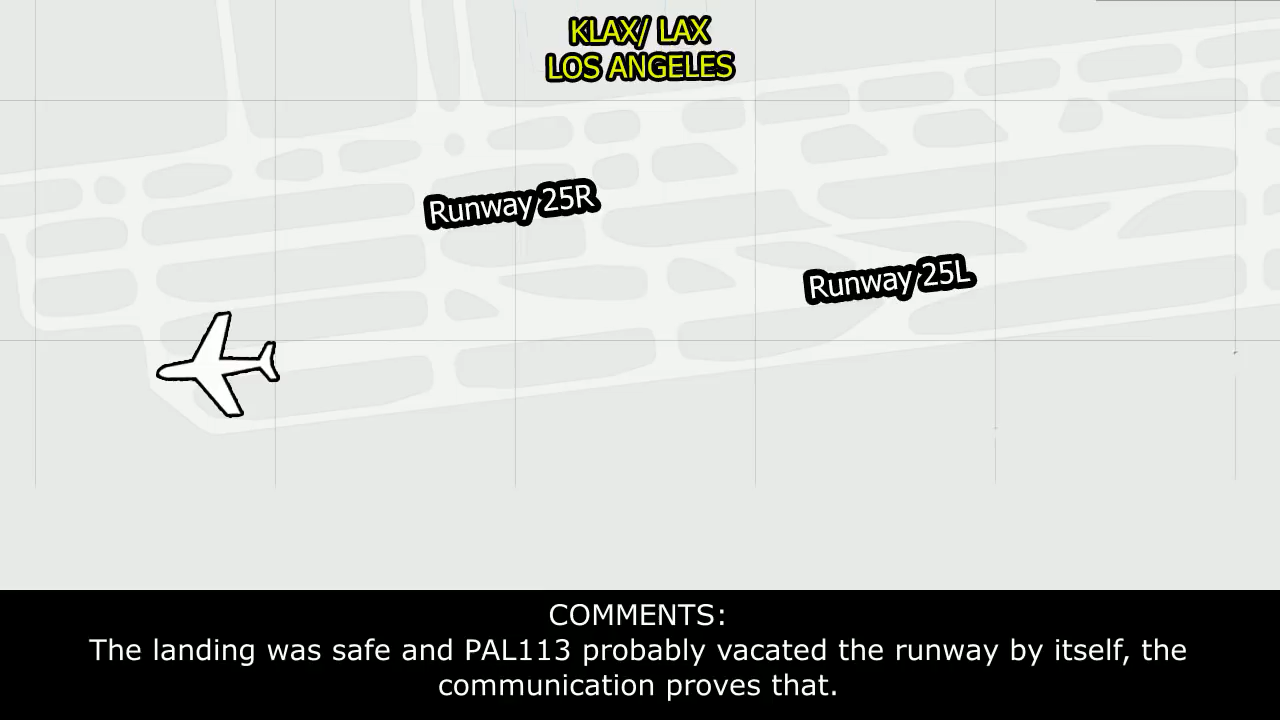 KLAX/ LAX
LOS ANGELES
Runway 25R
Runway 25L
COMMENTS:
The landing was safe and PAL113 probably vacated the runway by itself, the
communication proves that.